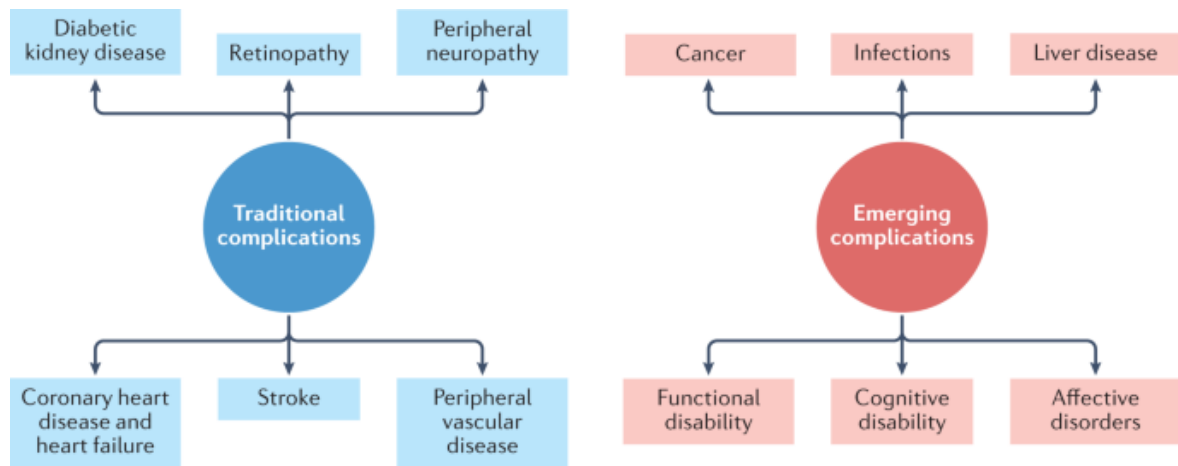 Diabetic
kidney disease
Retinopathy
Peripheral
neuropathy
Traditional
complications
Coronary heart
disease and
heart failure
Stroke
Peripheral
vascular
disease
Cancer
Infections
Liver disease
Emerging
complications
Functional
disability
Cognitive
disability
Affective
disorders